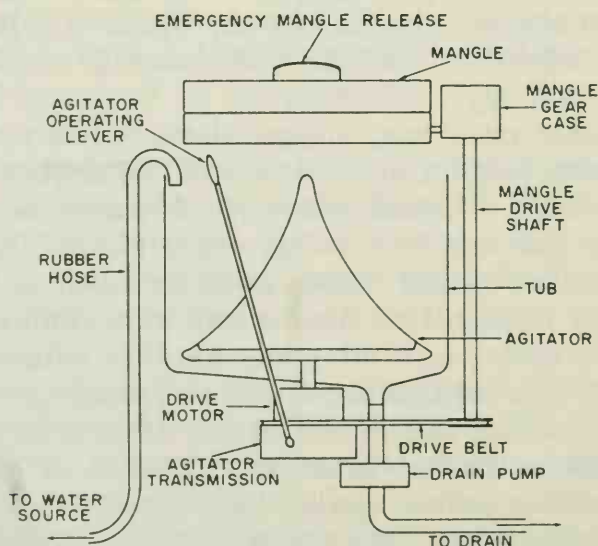 EMERGENCY MANGLE RELEASE
MANGLE
AGITATOR
OPERATING
LEVER
MANGLE
GEAR
CASE
MANGLE
DRIVE
SHAFT
RUBBER
HOSE
TUB
AGITATOR
DRIVE
MOTOR
DRIVE BELT
AGITATOR
TRANSMISSION
DRAIN PUMP
TO WATER
SOURCE
TO DRAIN